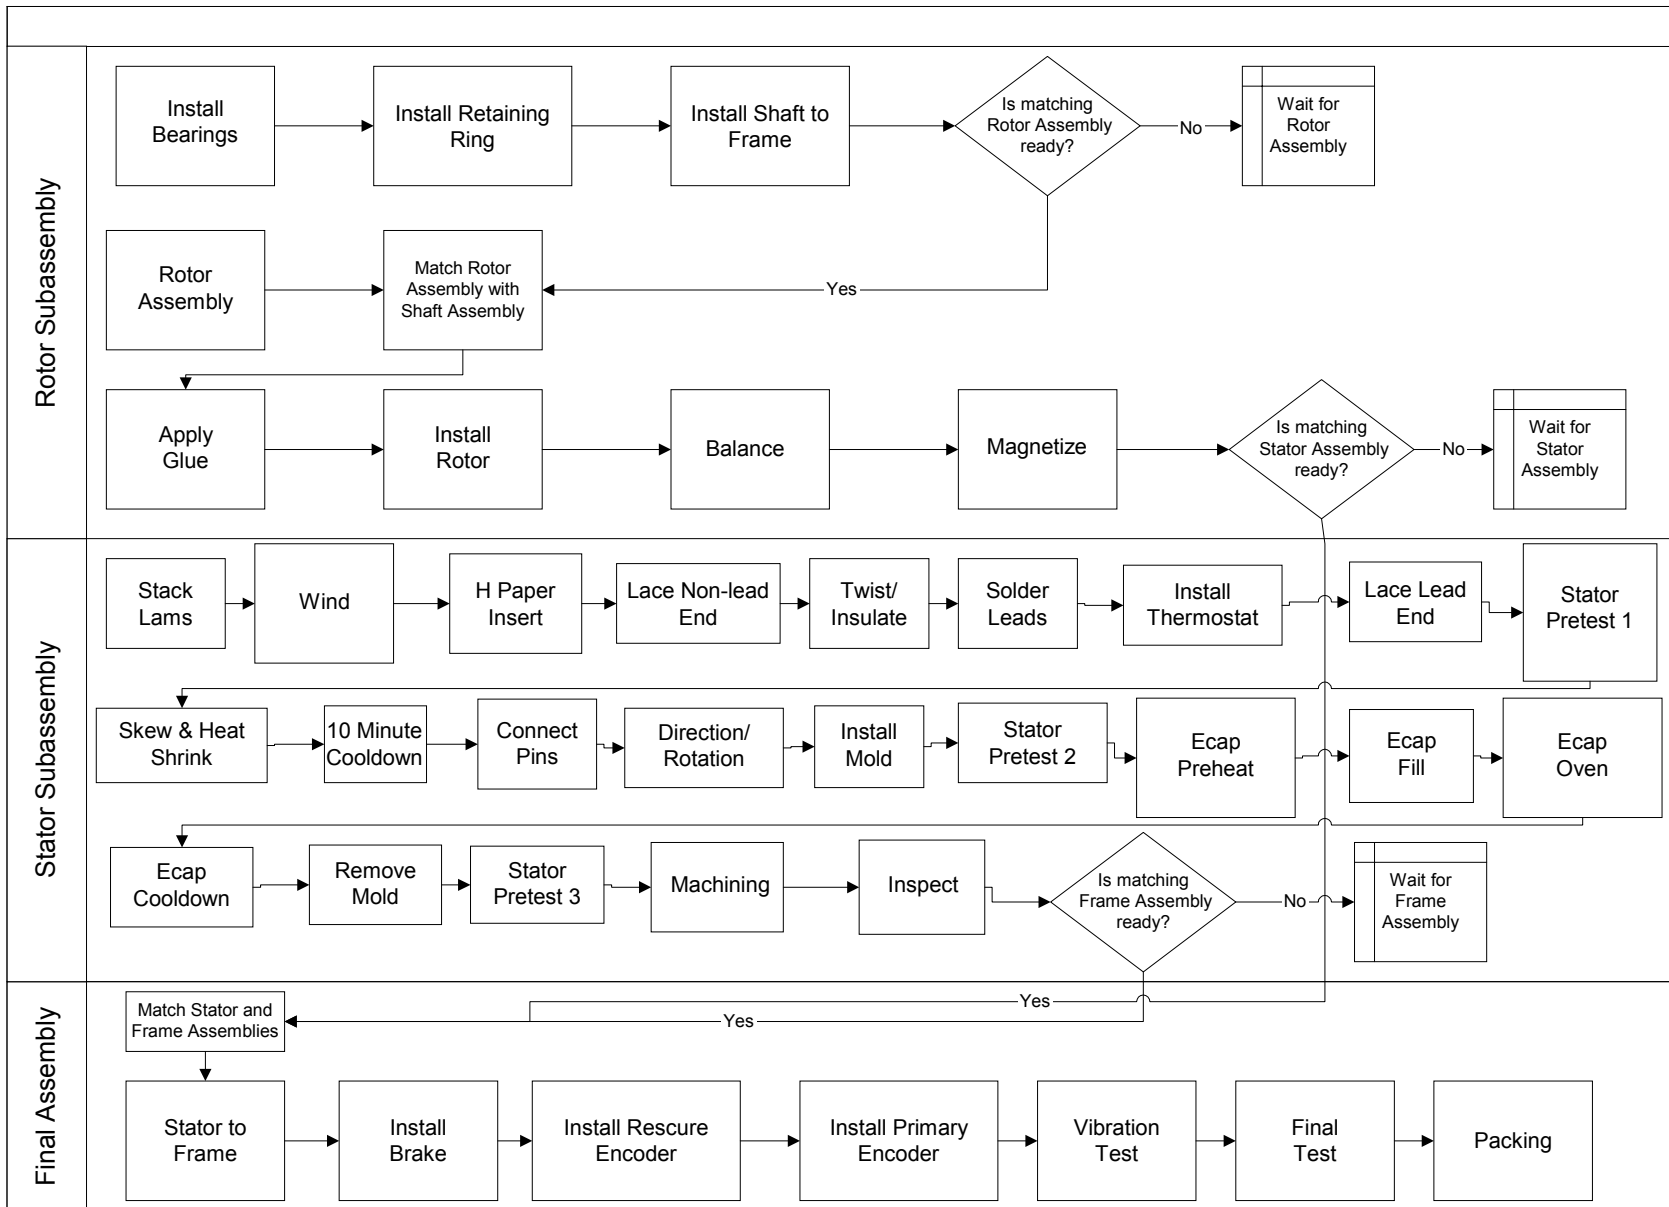 Rotor Subassembly
Install
Bearings
Install Retaining
Ring
Install Shaft to
Frame
Is matching
Rotor Assembly
ready?
No
Wait for
Rotor
Assembly
Rotor
Assembly
Match Rotor
Assembly with
Shaft Assembly
Yes
Apply
Glue
Install
Rotor
Balance
Magnetize
Is matching
Stator Assembly
ready?
No
Wait for
Stator
Assembly
Stator Subassembly
Stack
Lams
Wind
H Paper
Insert
Lace Non-lead
End
Twist/
Insulate
Solder
Leads
Install
Thermostat
Lace Lead
End
Stator
Pretest 1
Skew & Heat
Shrink
10 Minute
Cooldown
Connect
Pins
Direction/
Rotation
Install
Mold
Stator
Pretest 2
Ecap
Preheat
Ecap
Fill
Ecap
Oven
Ecap
Cooldown
Remove
Mold
Stator
Pretest 3
Machining
Inspect
Is matching
Frame Assembly
ready?
No
Wait for
Frame
Assembly
Final Assembly
Match Stator and
Frame Assemblies
Yes
Yes
Stator to
Frame
Install
Brake
Install Rescure
Encoder
Install Primary
Encoder
Vibration
Test
Final
Test
Packing